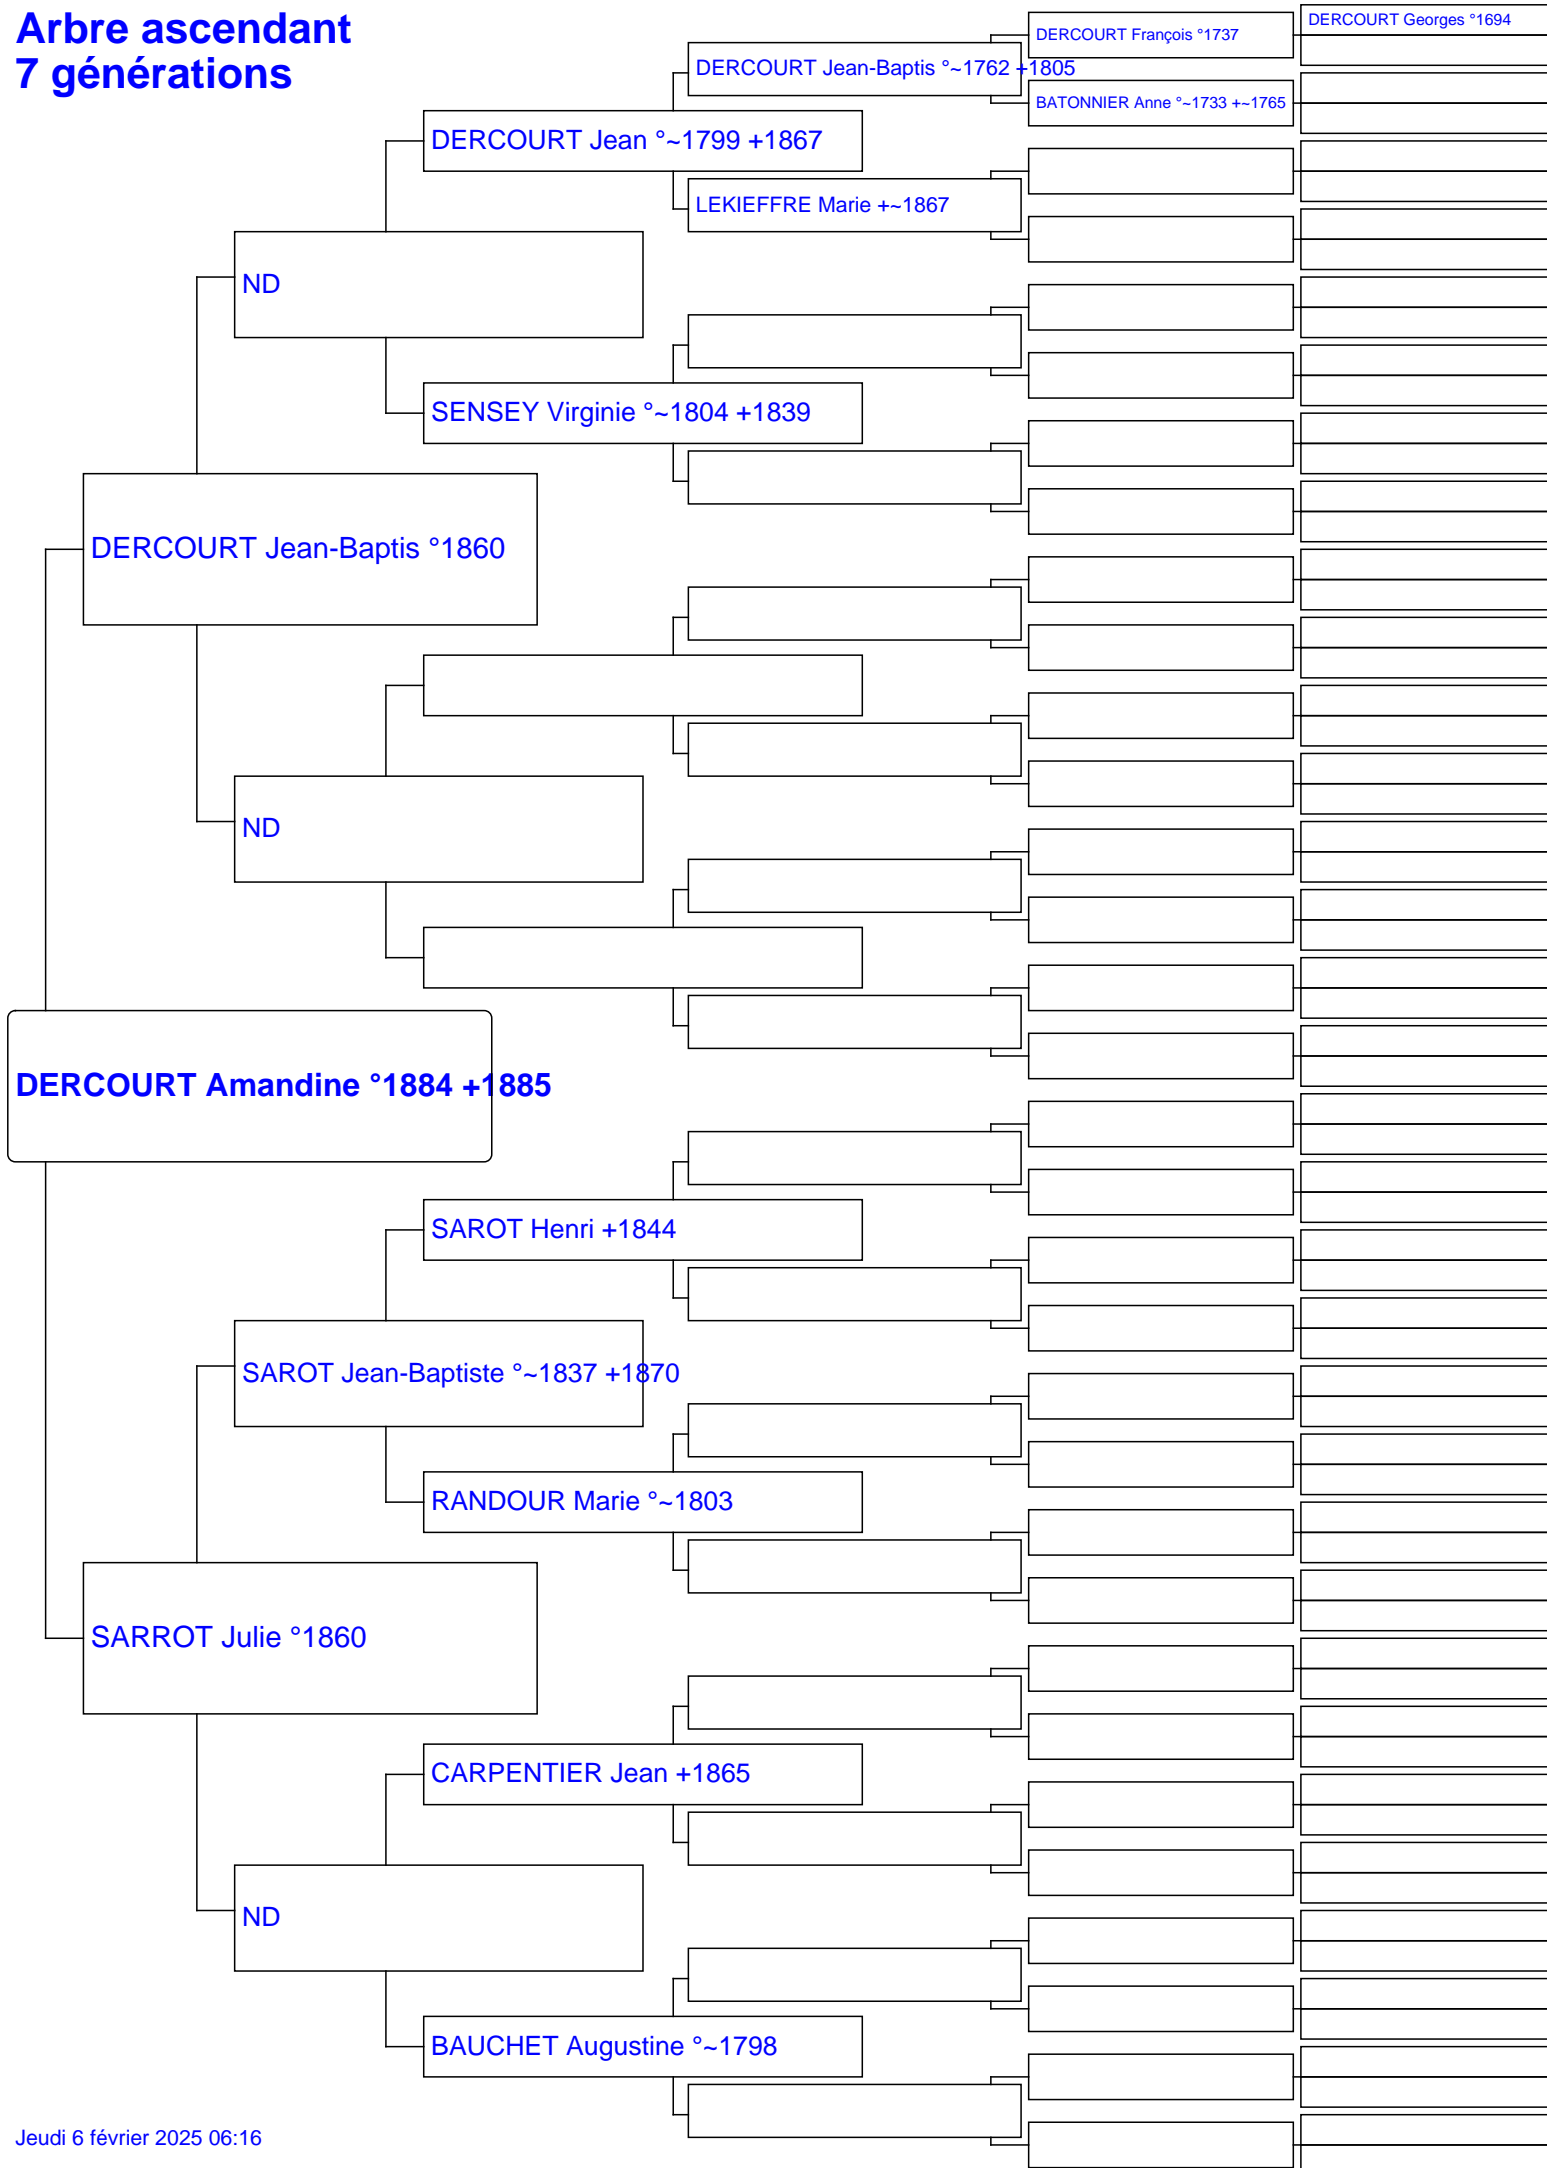 Arbre ascendant
7 générations
DERCOURT Georges °1694
DERCOURT François °1737
DERCOURT Jean-Baptis °~1762 +1805
BATONNIER Anne °~1733 +~1765
DERCOURT Jean °~1799 +1867
LEKIEFFRE Marie +~1867
ND
SENSEY Virginie °~1804 +1839
DERCOURT Jean-Baptis °1860
ND
DERCOURT Amandine °1884 +1885
SAROT Henri +1844
SAROT Jean-Baptiste °~1837 +1870
RANDOUR Marie °~1803
SARROT Julie °1860
CARPENTIER Jean +1865
ND
BAUCHET Augustine °~1798
Jeudi 6 février 2025 06:16